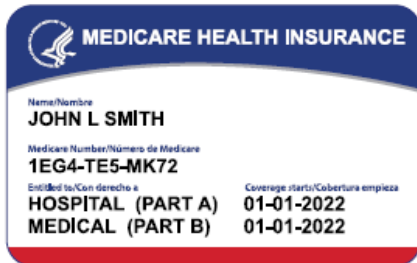 MEDICARE HEALTH INSURANCE
Name/Nombre
JOHN L SMITH
Medicare Number/Número de Medicare
1EG4-TE5-MK72
Entitled to/Con derecho a Coverage starts/Cobertura empieza
HOSPITAL (PART A) 01-01-2022
MEDICAL (PART B) 01-01-2022